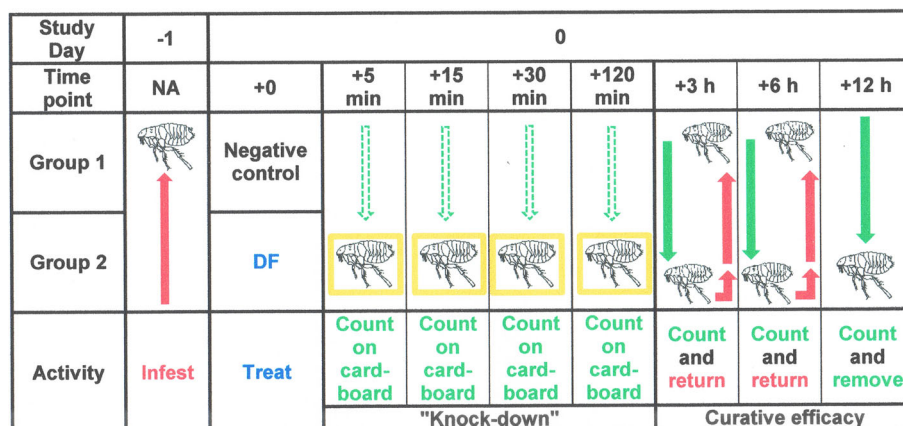 Study Day -1 0
Time point NA +0 +5 min +15 min +30 min +120 min +3 h +6 h +12 h
Group 1 Negative control
Group 2 DF
Activity Infest Treat Count on card-board Count on card-board Count on card-board Count on card-board Count and return Count and return Count and remove
"Knock-down" Curative efficacy